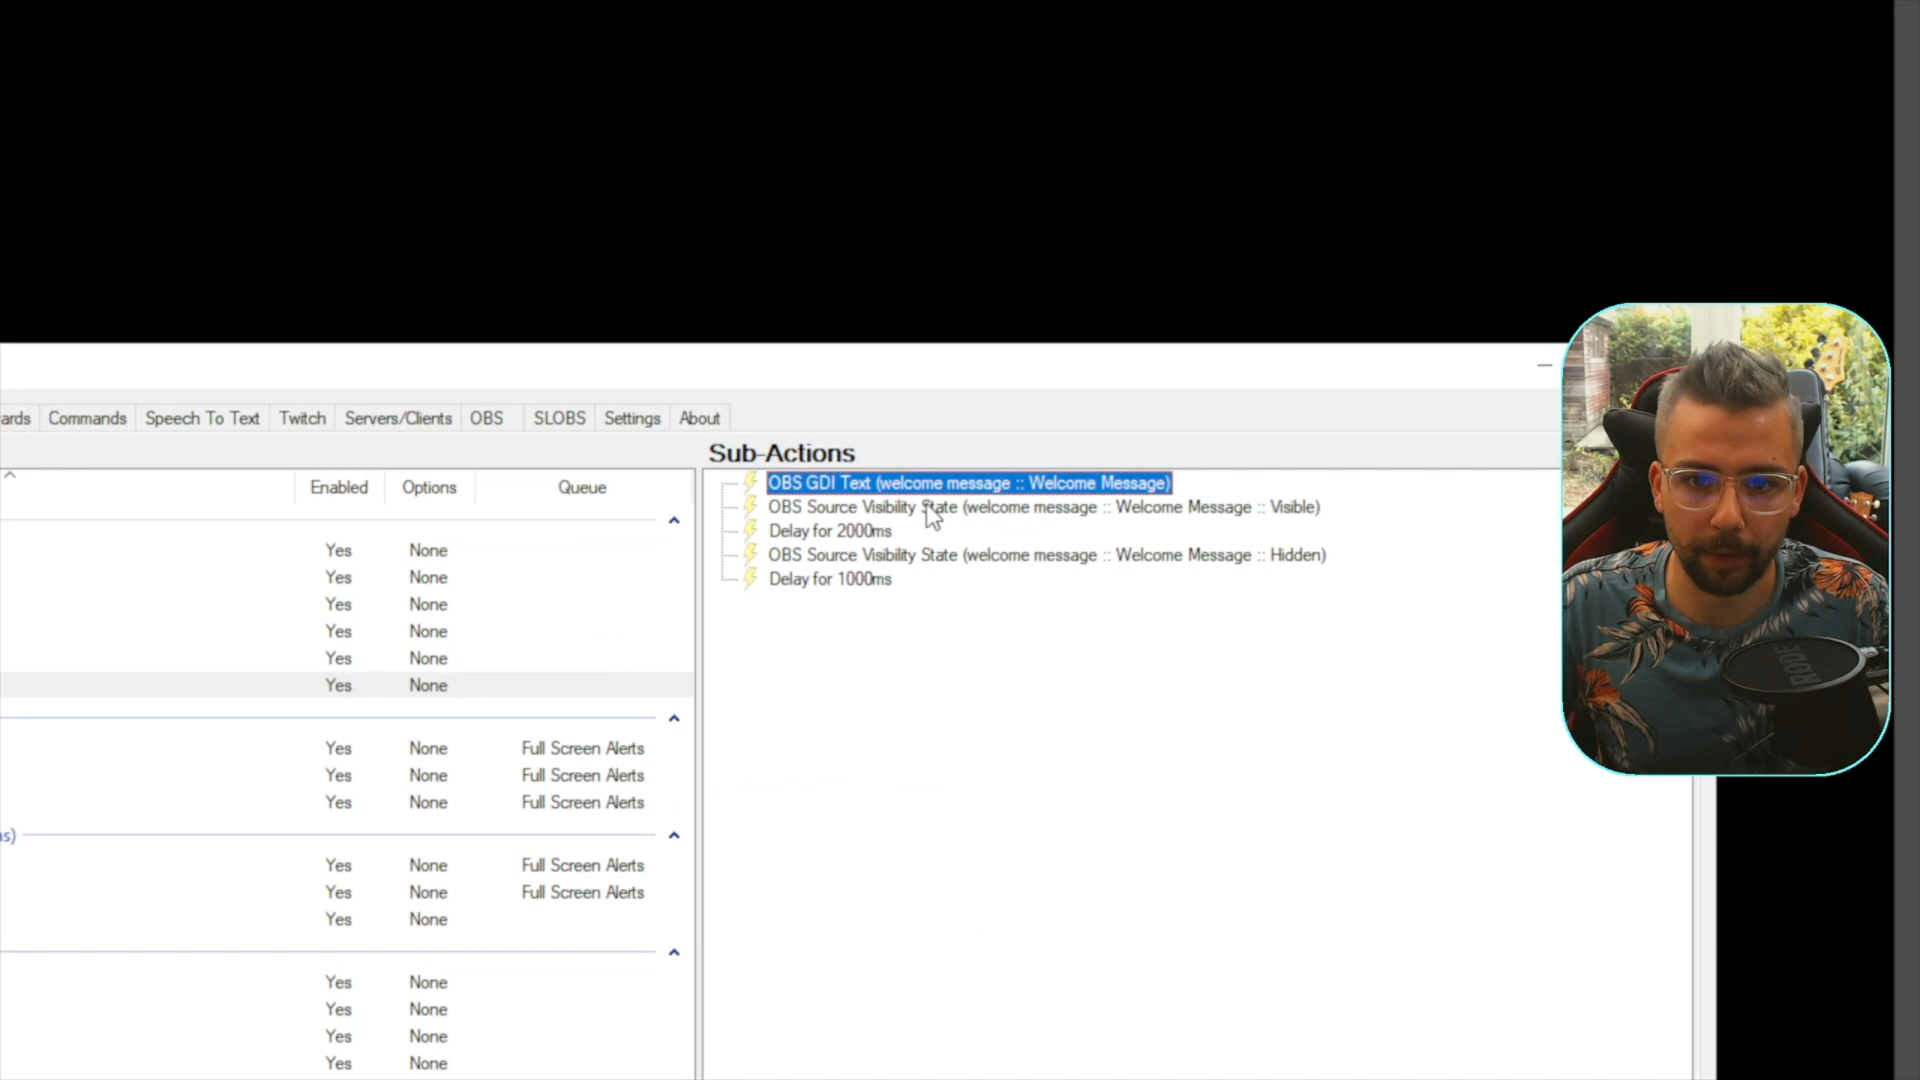 ards Commands Speech To Text Twitch Servers/Clients OBS SLOBS Settings About
Sub-Actions
OBS GDI Text (welcome message :: Welcome Message)
OBS Source Visibility State (welcome message :: Welcome Message :: Visible)
Delay for 2000ms
OBS Source Visibility State (welcome message :: Welcome Message :: Hidden)
Delay for 1000ms
Enabled Options Queue
Yes None
Yes None
Yes None
Yes None
Yes None
Yes None
Yes None Full Screen Alerts
Yes None Full Screen Alerts
Yes None Full Screen Alerts
ns)
Yes None Full Screen Alerts
Yes None Full Screen Alerts
Yes None
Yes None
Yes None
Yes None
Yes None
RODE